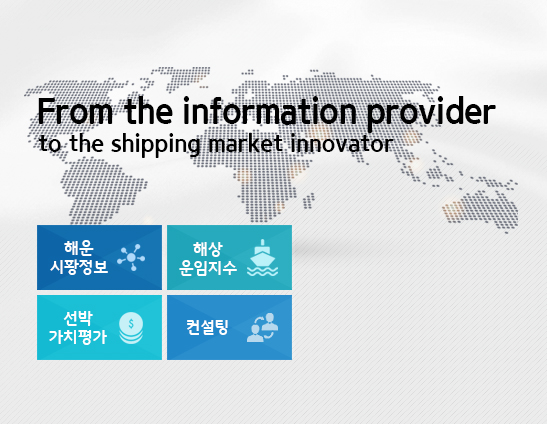 From the information provider
to the shipping market innovator
해운
시황정보
해상
운임지수
선박
가치평가
컨설팅
$